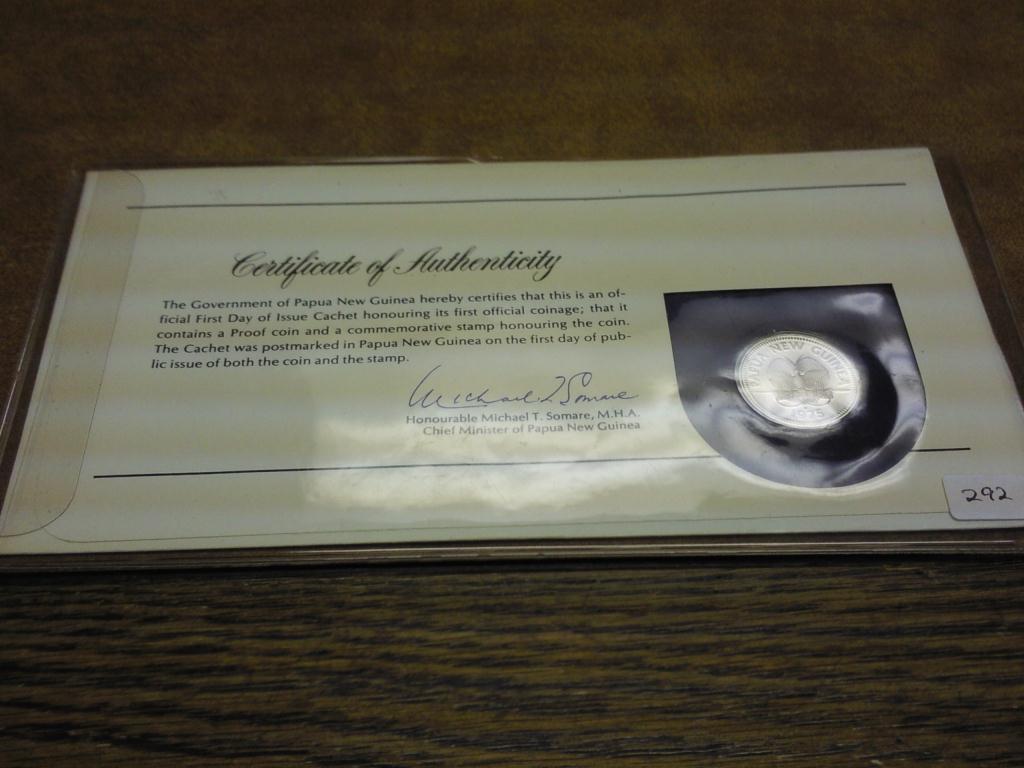 Certificate of Authenticity
The Government of Papua New Guinea hereby certifies that this is an of-
ficial First Day of Issue Cachet honouring its first official coinage; that it
contains a Proof coin and a commemorative stamp honouring the coin.
The Cachet was postmarked in Papua New Guinea on the first day of pub-
lic issue of both the coin and the stamp.
Michael T Somare
Honourable Michael T. Somare, M.H.A.
Chief Minister of Papua New Guinea
PAPUA NEW GUINEA
1975
292